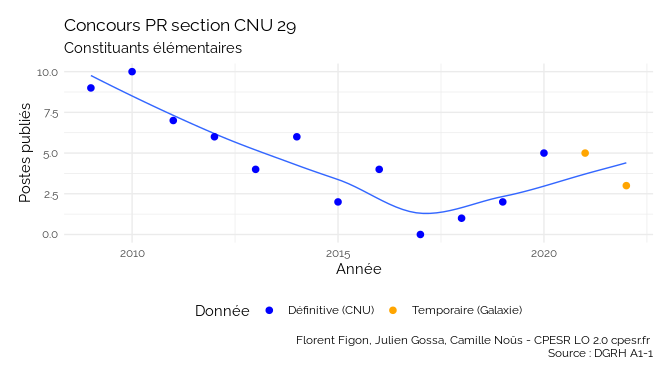 Concours PR section CNU 29
Constituants élémentaires
10.0
7.5
5.0
2.5
0.0
Postes publiés
2010
2015
2020
Année
Donnée
Définitive (CNU)
Temporaire (Galaxie)
Florent Figon, Julien Gossa, Camille Noûs - CPESR LO 2.0 cpesr.fr
Source : DGRH A1-1